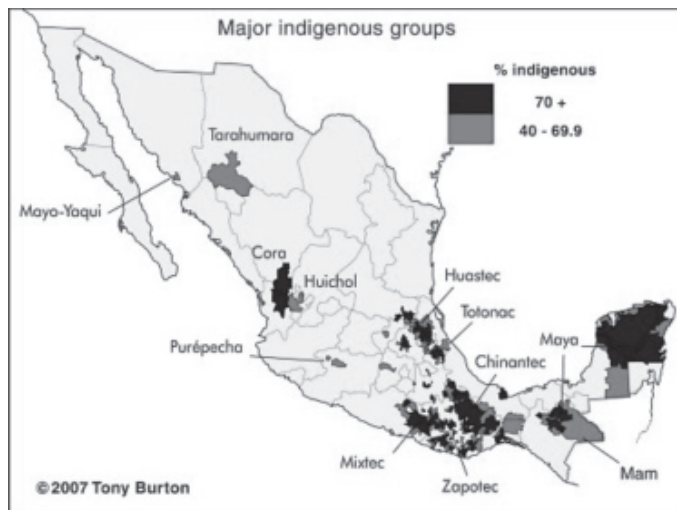 Major indigenous groups
% indigenous
70 +
40 - 69.9
Tarahumara
Mayo-Yaqui
Cora
Huichol
Huastec
Totonac
Maya
Purépecha
Chinantec
Mixtec
Zapotec
Mam
©2007 Tony Burton